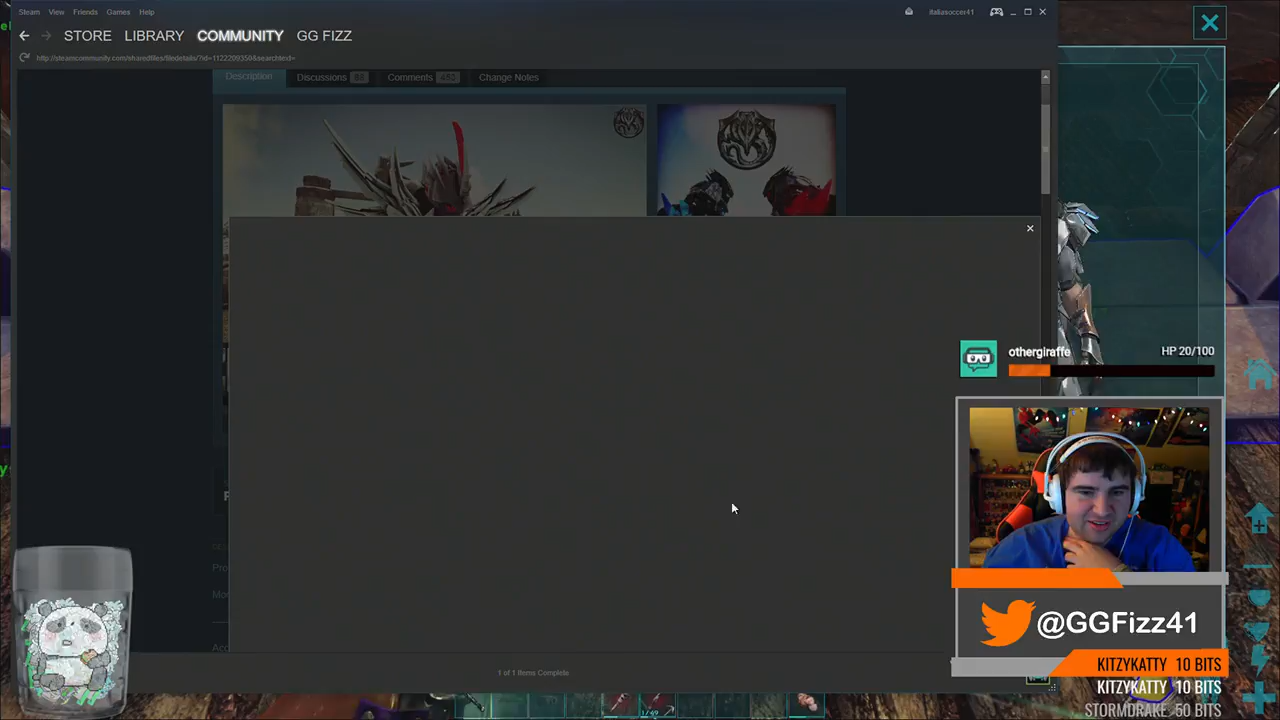 Steam View Friends Games Help
italiasoccer41
STORE LIBRARY COMMUNITY GG FIZZ
Description Discussions 88 Comments
Change Notes
othergiraffe HP 20/100
@GGFizz41
1 of 1 Items Complete
KITZYKATTY 10 BITS
KITZYKATTY 10 BITS
STORMDRAKE 50 BITS